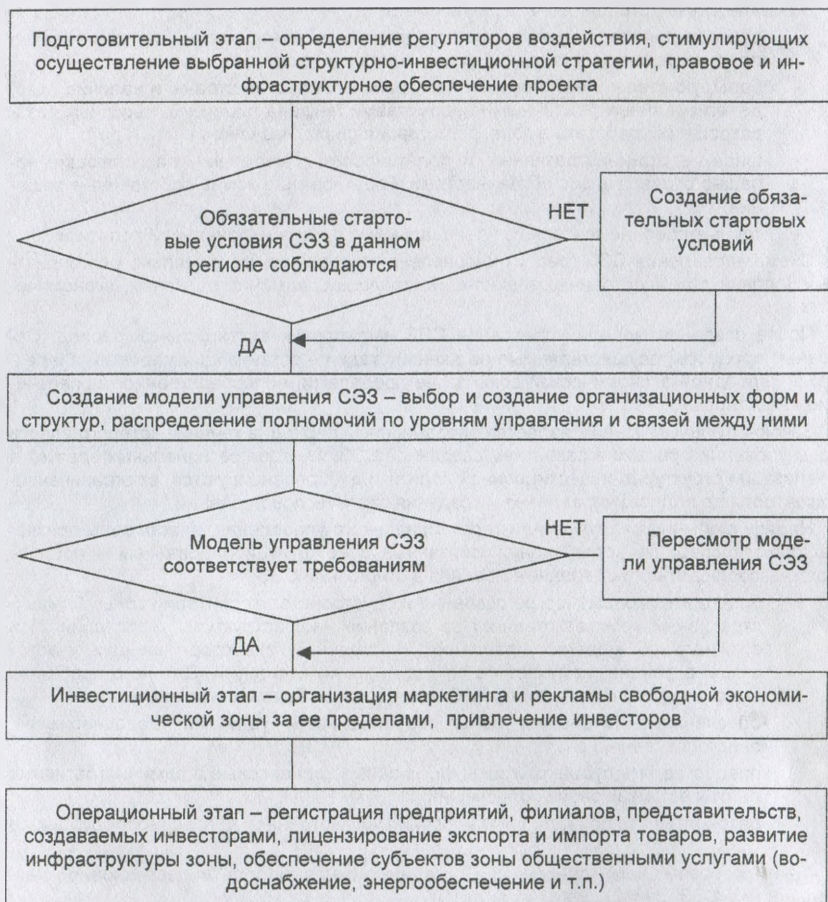 Подготовительный этап – определение регуляторов воздействия, стимулирующих
осуществление выбранной структурно-инвестиционной стратегии, правовое и ин-
фраструктурное обеспечение проекта
Обязательные старто-
вые условия СЭЗ в данном
регионе соблюдаются
НЕТ
Создание обяза-
тельных стартовых
условий
ДА
Создание модели управления СЭЗ – выбор и создание организационных форм и
структур, распределение полномочий по уровням управления и связей между ними
Модель управления СЭЗ
соответствует требованиям
НЕТ
Пересмотр моде-
ли управления СЭЗ
ДА
Инвестиционный этап – организация маркетинга и рекламы свободной экономи-
ческой зоны за ее пределами, привлечение инвесторов
Операционный этап – регистрация предприятий, филиалов, представительств,
создаваемых инвесторами, лицензирование экспорта и импорта товаров, развитие
инфраструктуры зоны, обеспечение субъектов зоны общественными услугами (во-
доснабжение, энергообеспечение и т.п.)